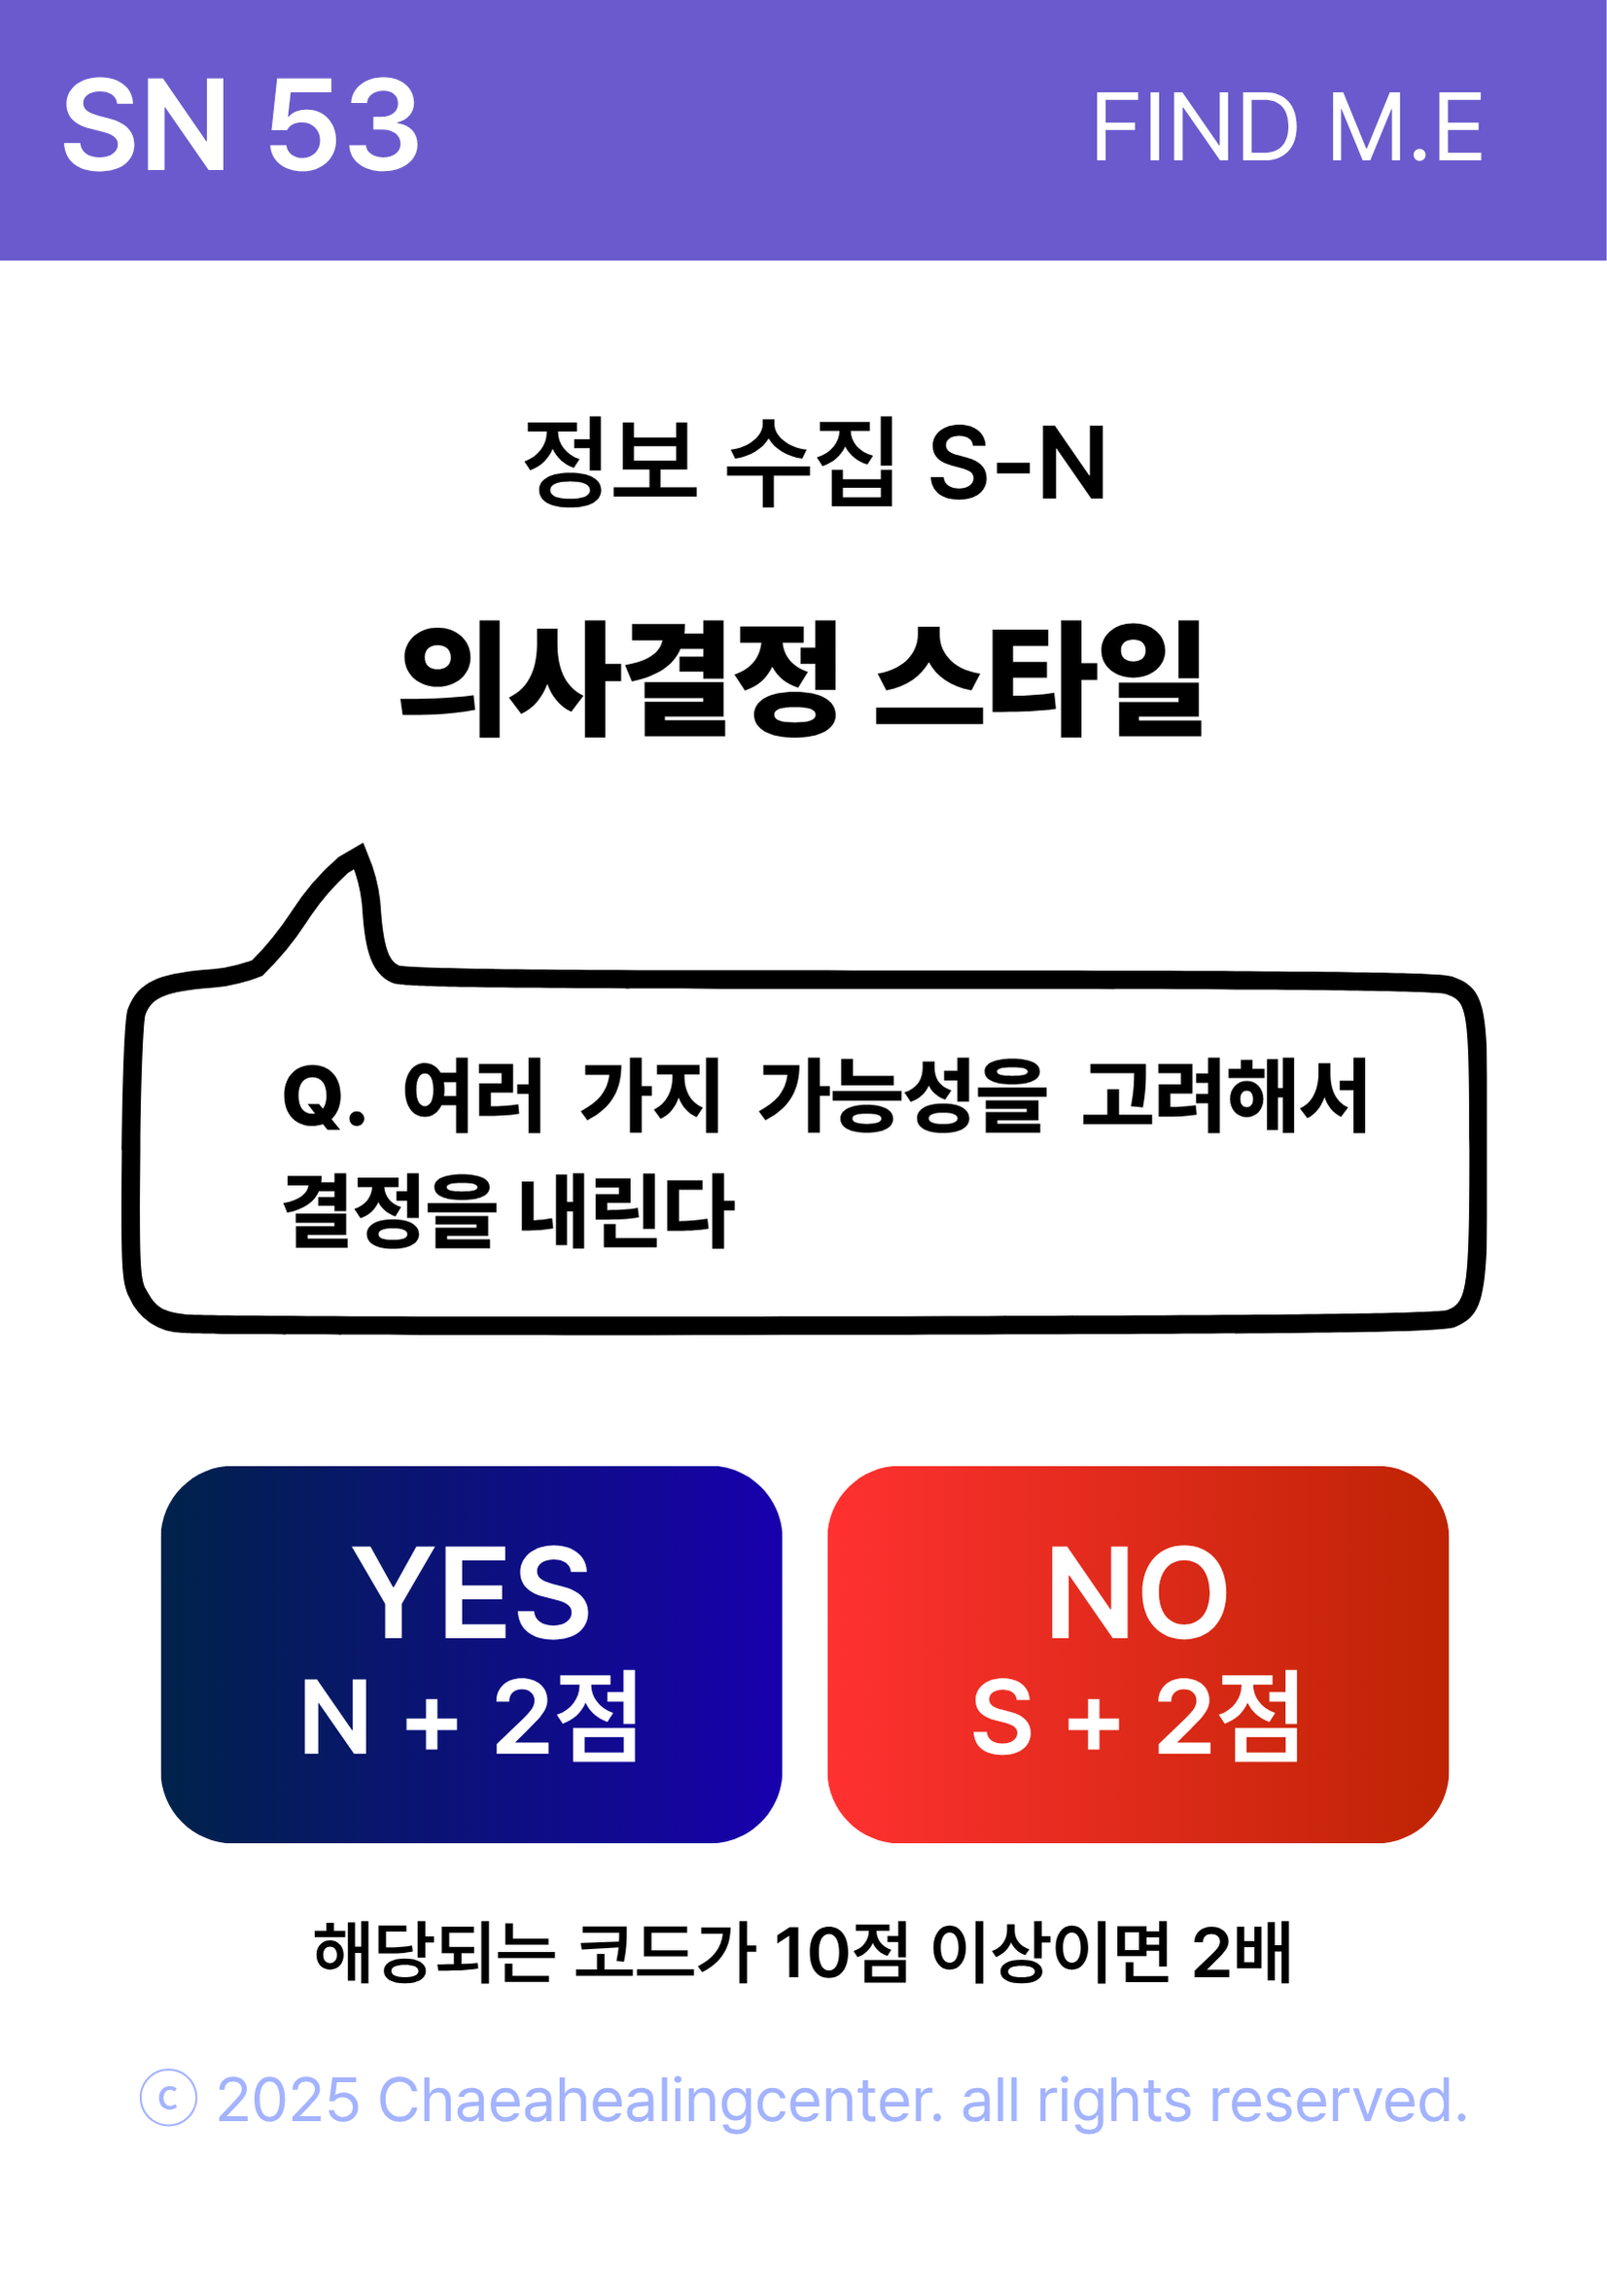 SN 53
FIND M.E
정보 수집 S-N
의사결정 스타일
Q. 여러 가지 가능성을 고려해서
결정을 내린다
YES
N + 2점
NO
S + 2점
해당되는 코드가 10점 이상이면 2배
© 2025 Chaeahealingcenter. all rights reserved.